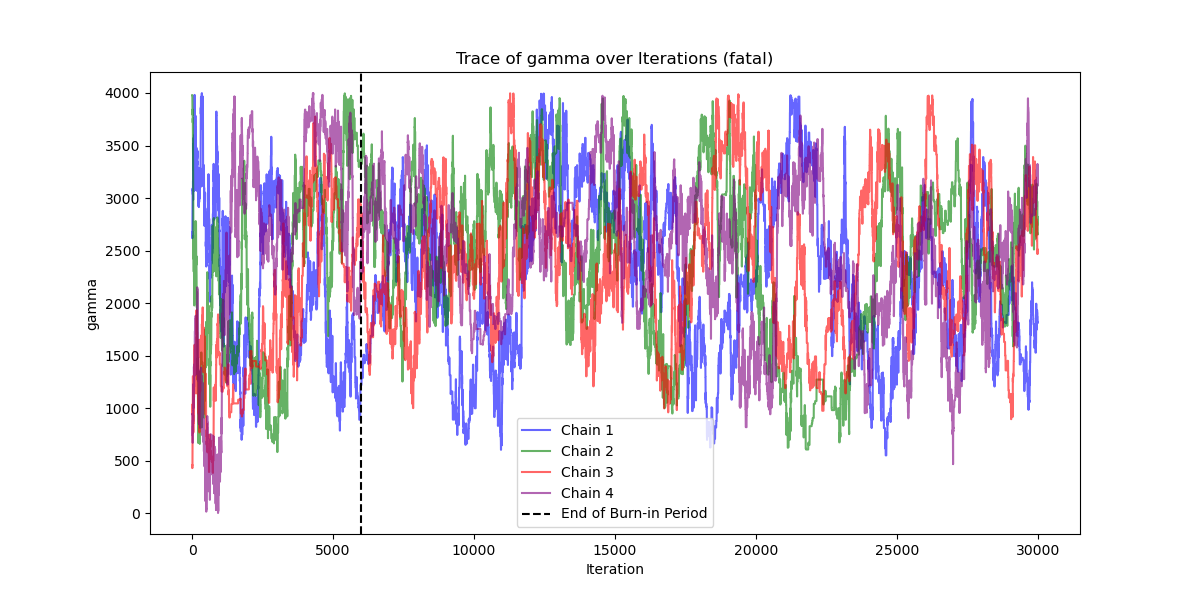 Trace of gamma over Iterations (fatal)
gamma
4000
3500
3000
2500
2000
1500
1000
500
0
Chain 1
Chain 2
Chain 3
Chain 4
End of Burn-in Period
0 5000 10000 15000 20000 25000 30000
Iteration